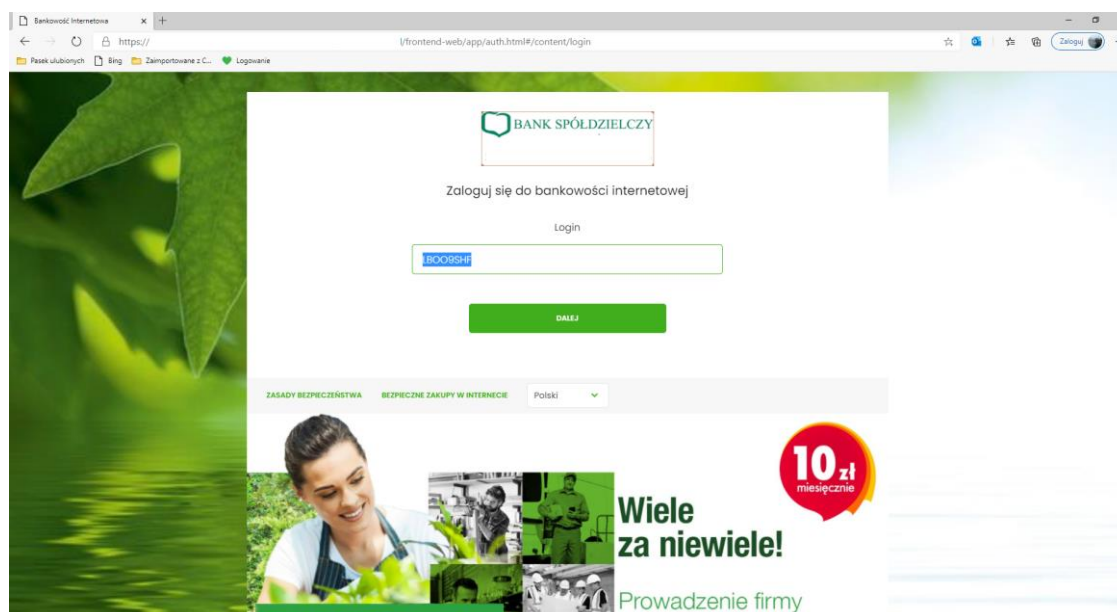 Bankowość Internetowa
https:// l/frontend-web/app/auth.html#/content/login
Zaloguj
Pasek ulubionych Bing Zaimportowane z C... Logowanie
BANK SPÓŁDZIELCZY
Zaloguj się do bankowości internetowej
Login
LBOO9SHF
DALEJ
ZASADY BEZPIECZEŃSTWA BEZPIECZNE ZAKUPY W INTERNECIE Polski
10 zł
miesięcznie
Wiele
za niewiele!
Prowadzenie firmy